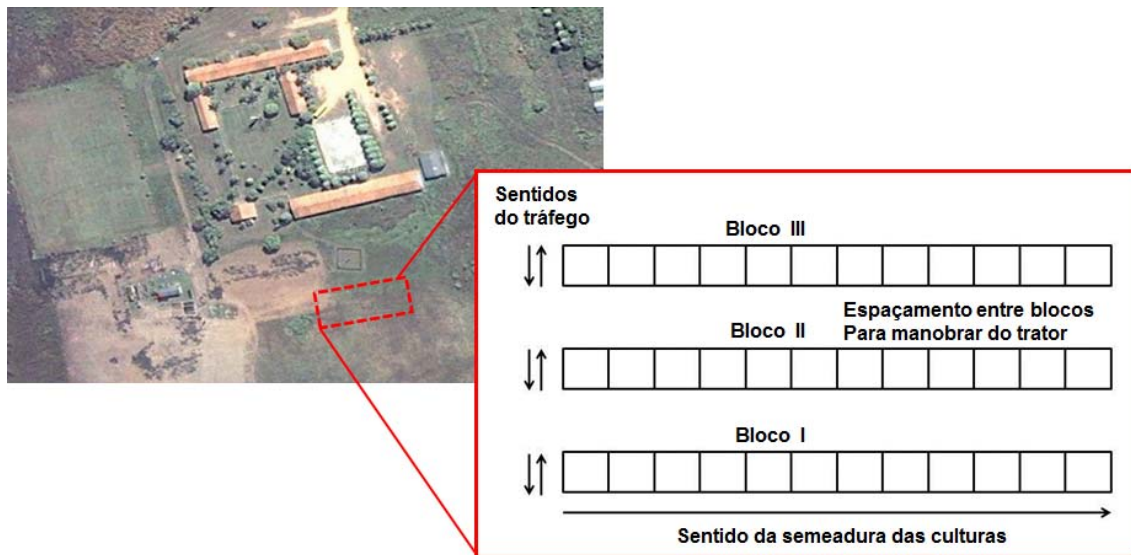 Sentidos
do tráfego
Bloco III
Espaçamento entre blocos
Para manobrar do trator
Bloco II
Bloco I
Sentido da semeadura das culturas